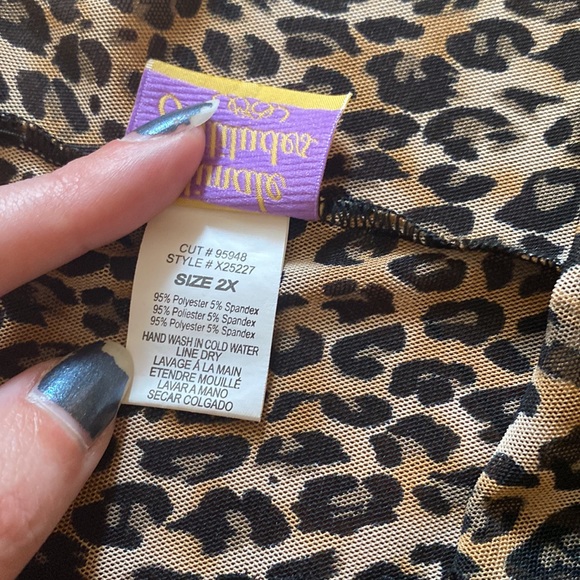 CUT # 95948
STYLE # X25227
SIZE 2X
95% Polyester 5% Spandex
95% Poliester 5% Spandex
95% Polyester 5% Spandex
HAND WASH IN COLD WATER
LINE DRY
LAVAGE À LA MAIN
ETENDRE MOUILLÉ
LAVAR A MANO
SECAR COLGADO